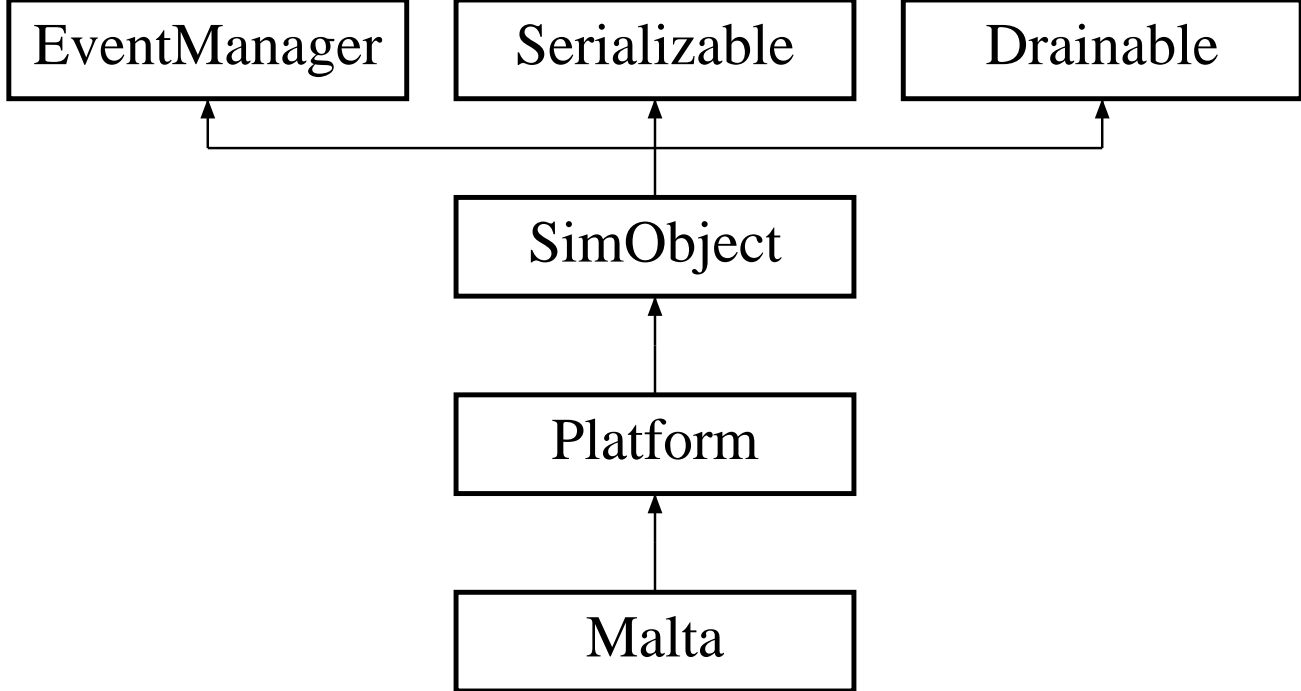 EventManager
Serializable
Drainable
SimObject
Platform
Malta